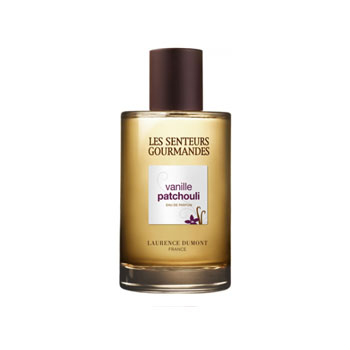 LES SENTEURS
GOURMANDES
vanille
patchouli
EAU DE PARFUM
LAURENCE DUMONT
FRANCE